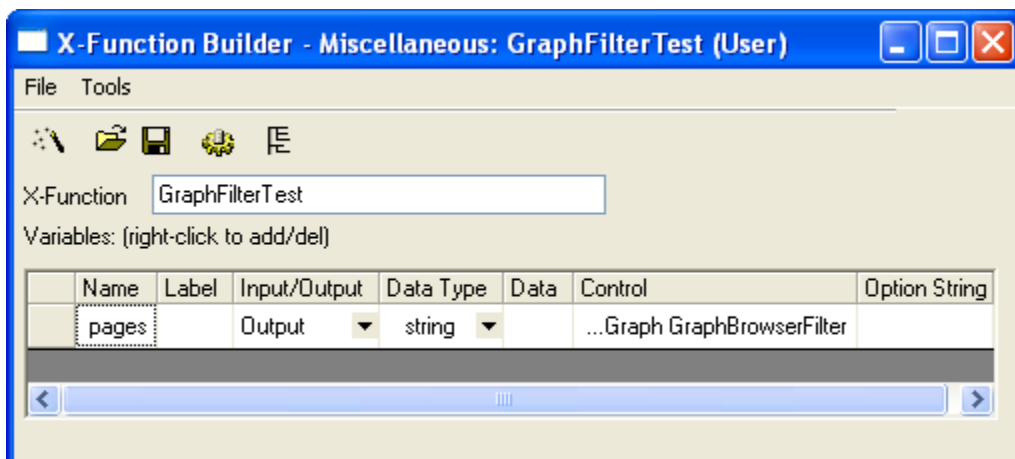 X-Function Builder - Miscellaneous: GraphFilterTest (User)
File Tools
X-Function GraphFilterTest
Variables: (right-click to add/del)
Name Label Input/Output Data Type Data Control Option String
pages Output string ...Graph GraphBrowserFilter